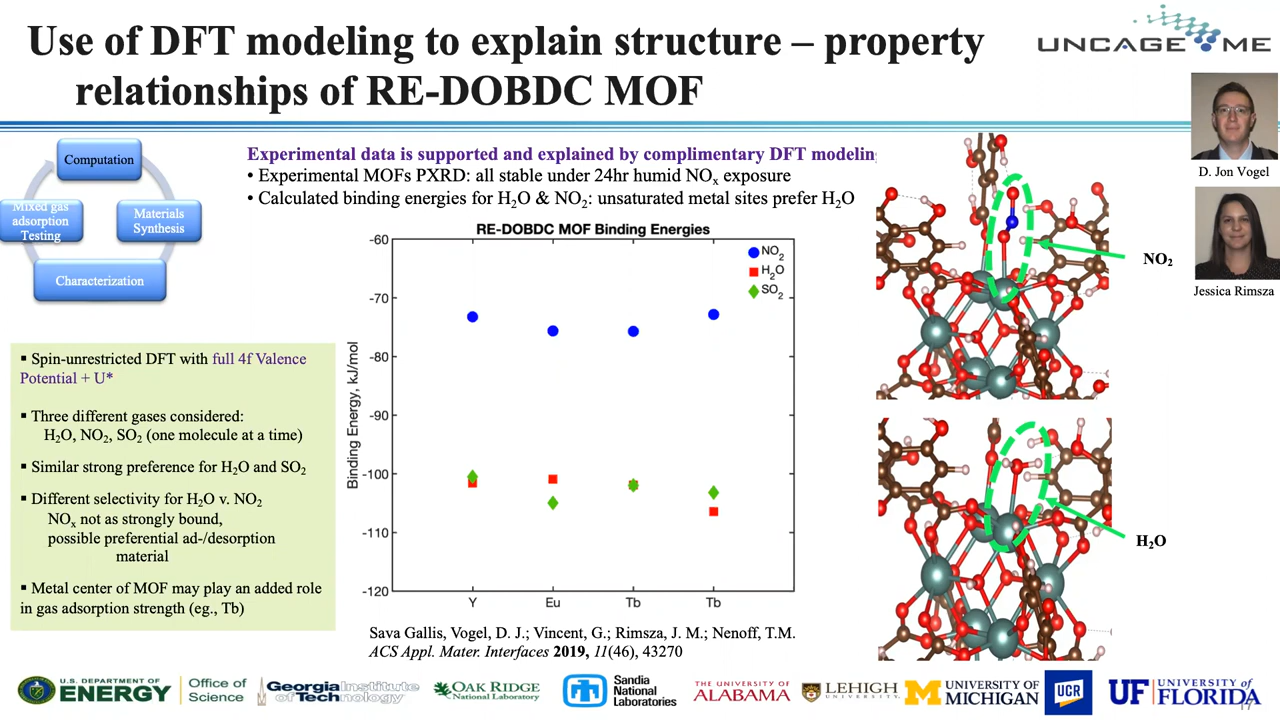 Use of DFT modeling to explain structure – property
relationships of RE-DOBDC MOF
UNCAGE ME
D. Jon Vogel
Jessica Rimsza
Computation
Materials
Synthesis
Characterization
Mixed gas
adsorption
Testing
Experimental data is supported and explained by complimentary DFT modelin
• Experimental MOFs PXRD: all stable under 24hr humid NOₓ exposure
• Calculated binding energies for H₂O & NO₂: unsaturated metal sites prefer H₂O
▪ Spin-unrestricted DFT with full 4f Valence
Potential + U*
▪ Three different gases considered:
H₂O, NO₂, SO₂ (one molecule at a time)
▪ Similar strong preference for H₂O and SO₂
▪ Different selectivity for H₂O v. NO₂
NOₓ not as strongly bound,
possible preferential ad-/desorption
material
▪ Metal center of MOF may play an added role
in gas adsorption strength (eg., Tb)
RE-DOBDC MOF Binding Energies
Binding Energy, kJ/mol
-60
-70
-80
-90
-100
-110
-120
Y
Eu
Tb
Tb
NO₂
H₂O
SO₂
NO₂
H₂O
Sava Gallis, Vogel, D. J.; Vincent, G.; Rimsza, J. M.; Nenoff, T.M.
ACS Appl. Mater. Interfaces 2019, 11(46), 43270
U.S. DEPARTMENT OF
ENERGY
Office of
Science
Georgia Institute
of Technology
OAK RIDGE
National Laboratory
Sandia
National
Laboratories
THE UNIVERSITY OF
ALABAMA
LEHIGH
UNIVERSITY
M
UNIVERSITY OF
MICHIGAN
UCR
UF
UNIVERSITY of
FLORIDA
17